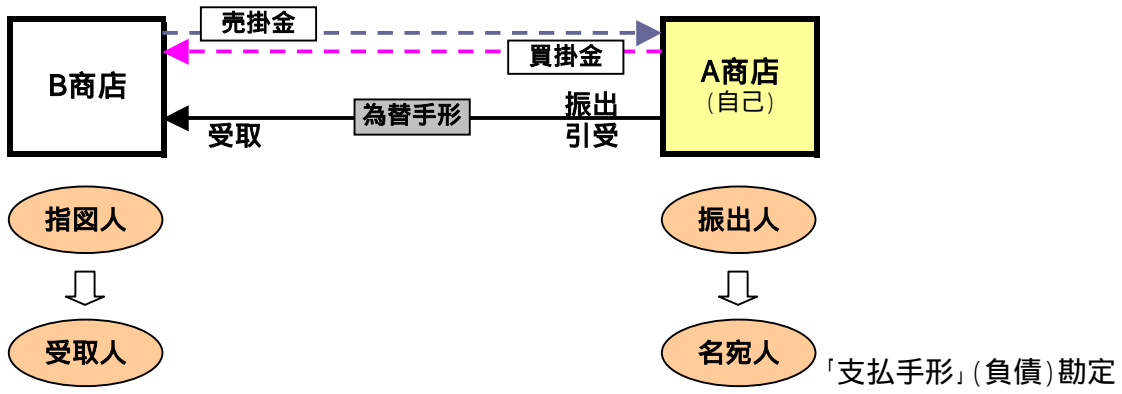 売掛金
買掛金
B商店
A商店
(自己)
為替手形
振出
引受
受取
指図人
振出人
受取人
名宛人
「支払手形」(負債)勘定